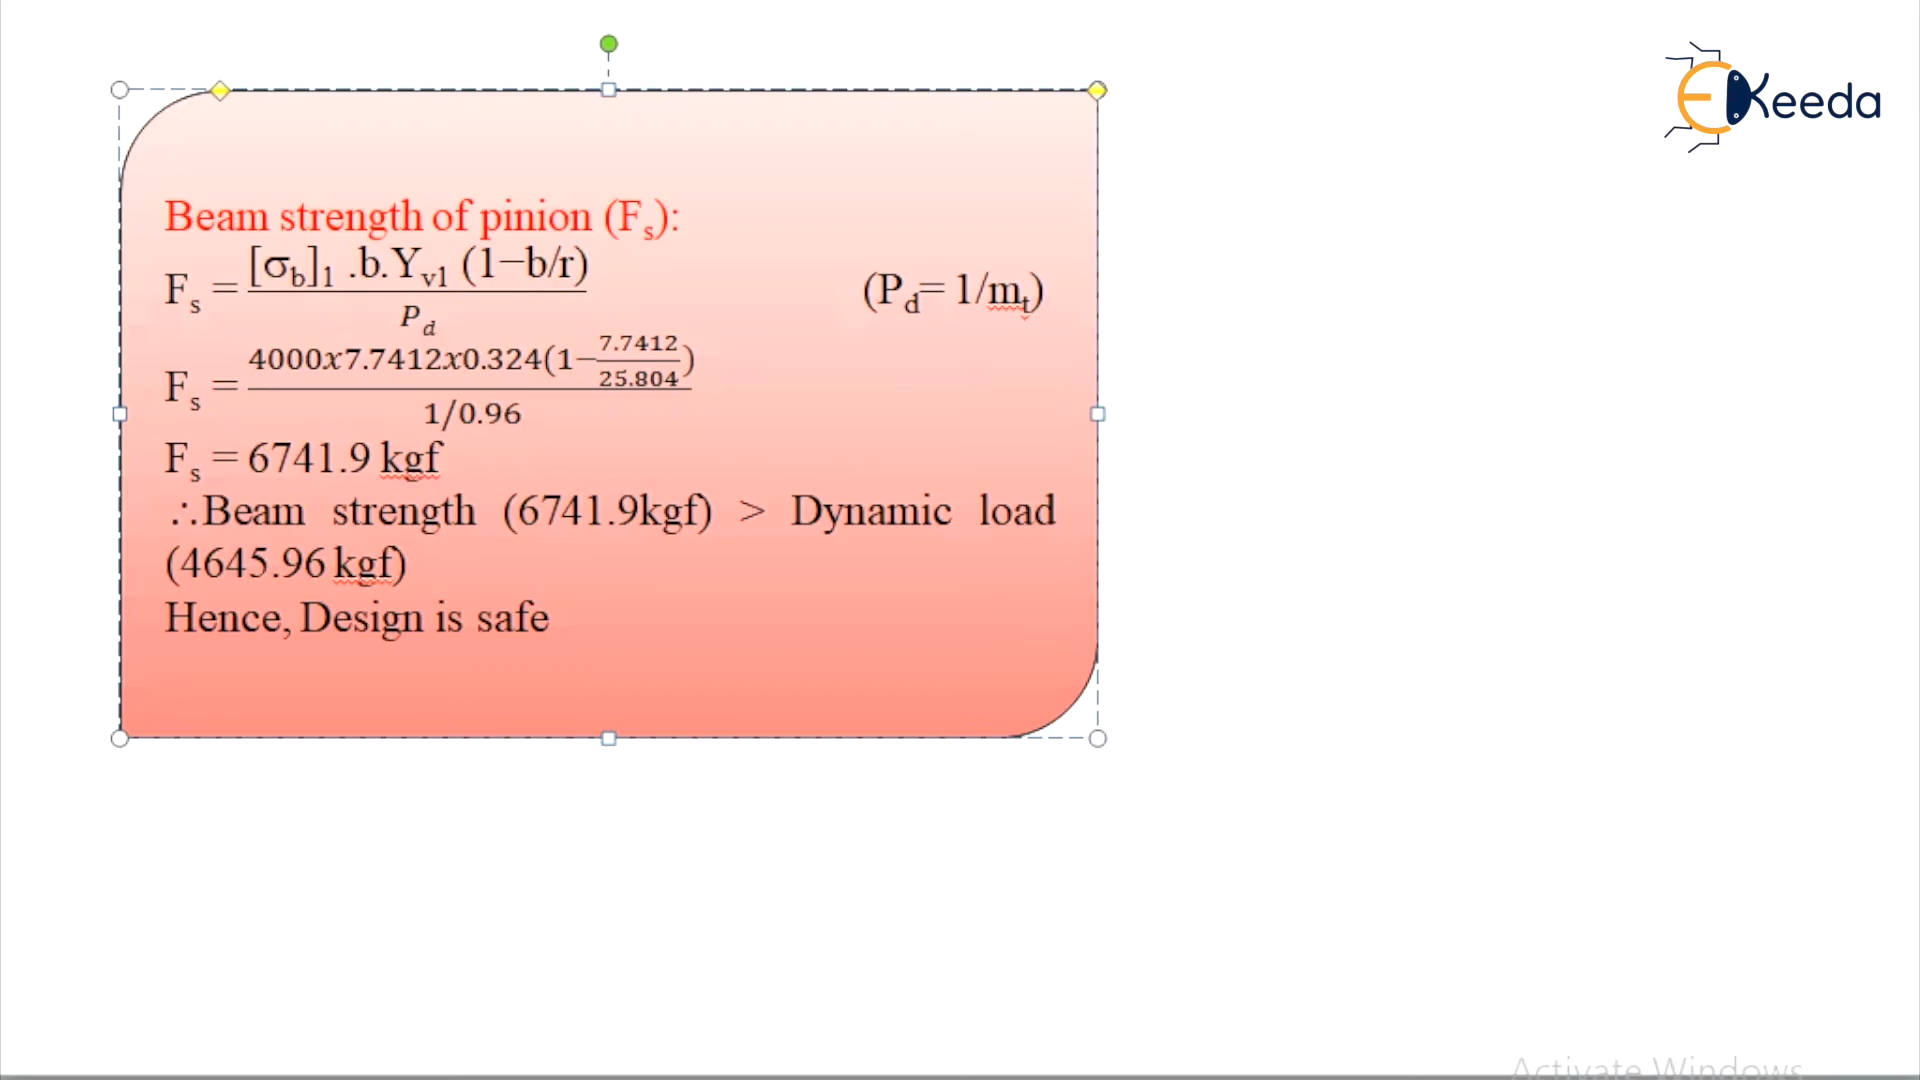 EKeeda
Beam strength of pinion (Fs):
Fs = [σb]1 .b.Yv1 (1−b/r) / Pd (Pd= 1/mt)
Fs = 4000x7.7412x0.324(1−7.7412/25.804) / 1/0.96
Fs = 6741.9 kgf
∴Beam strength (6741.9kgf) > Dynamic load
(4645.96 kgf)
Hence, Design is safe
Activate Windows